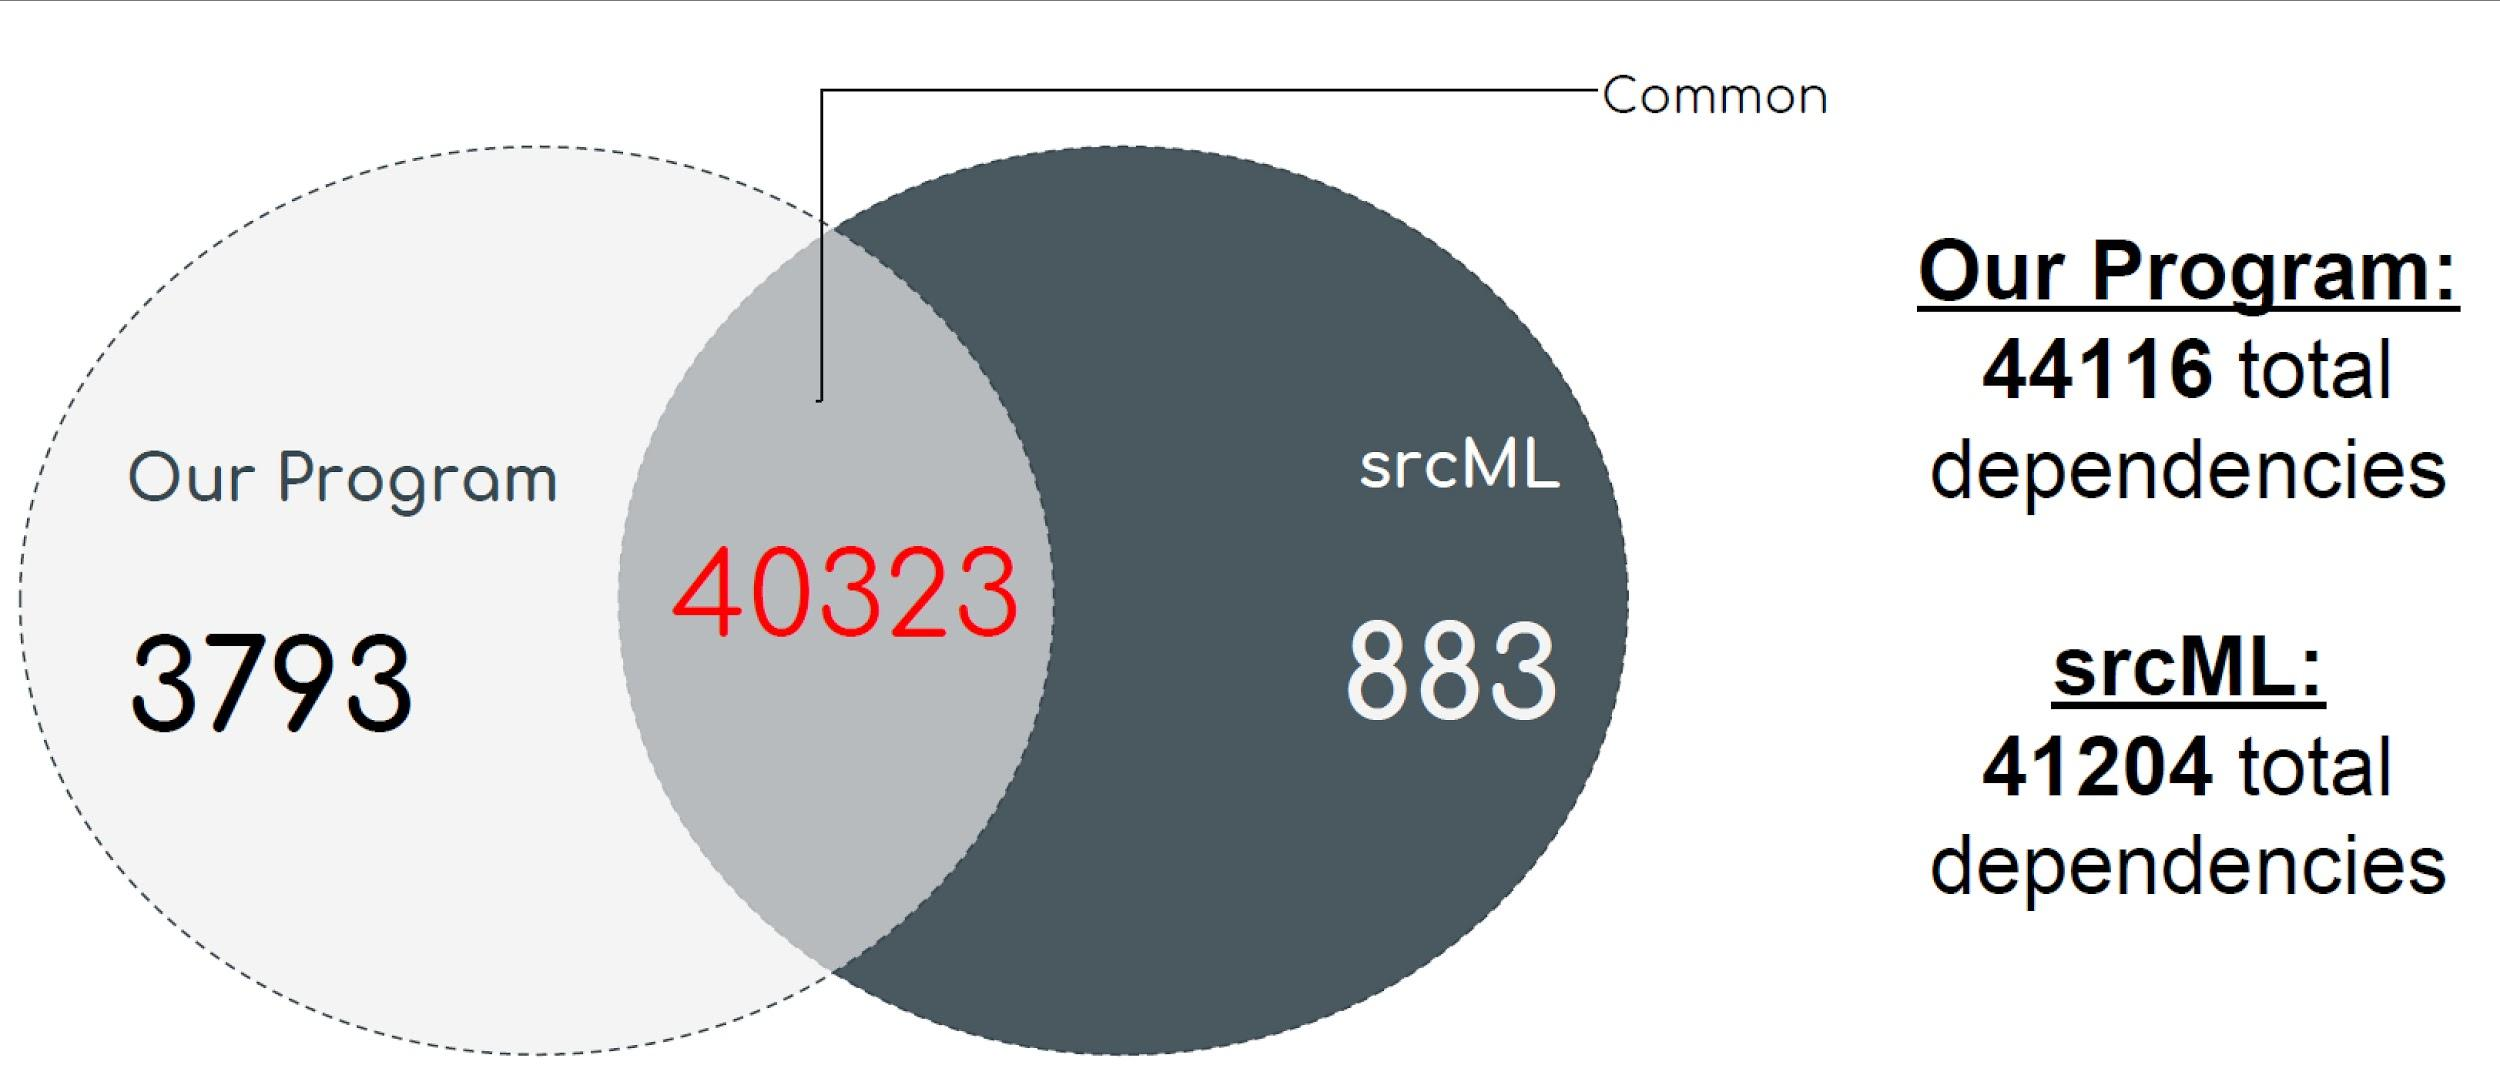 Common
Our Program
3793
40323
srcML
883
Our Program:
44116 total
dependencies
srcML:
41204 total
dependencies